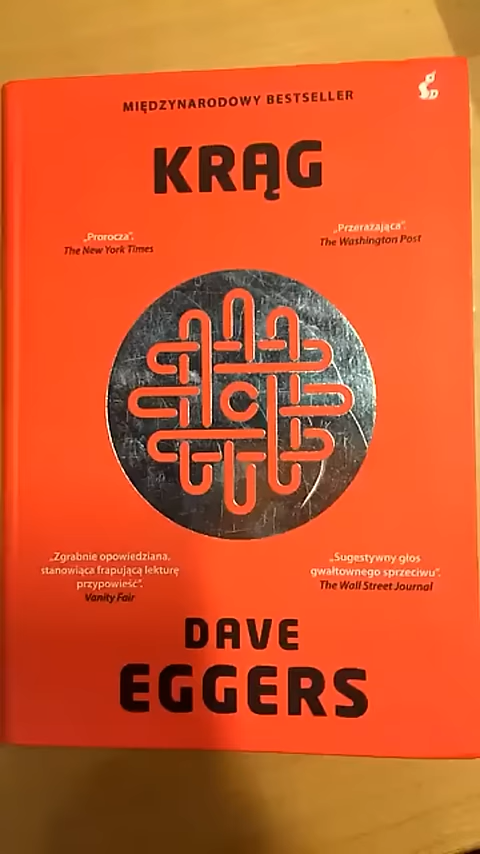 MIĘDZYNARODOWY BESTSELLER
KRĄG
„Prorocza”.
The New York Times
„Przerażająca”.
The Washington Post
C
„Zgrabnie opowiedziana,
stanowiąca frapującą lekturę
przypowieść”.
Vanity Fair
„Sugestywny głos
gwałtownego sprzeciwu”.
The Wall Street Journal
DAVE
EGGERS